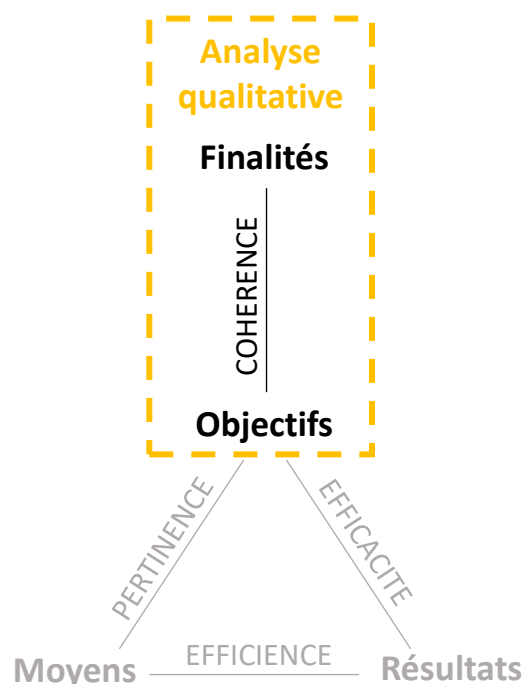 Analyse
qualitative
Finalités
COHERENCE
Objectifs
PERTINENCE
EFFICACITE
EFFICIENCE
Moyens
Résultats